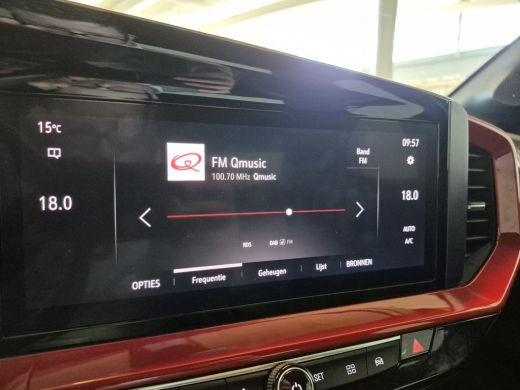 15°C
09:57
FM Qmusic
100.70 MHz Qmusic
Band
FM
18.0
18.0
AUTO
A/C
RDS
DAB
FM
OPTIES
Frequentie
Geheugen
Lijst
BRONNEN
SET